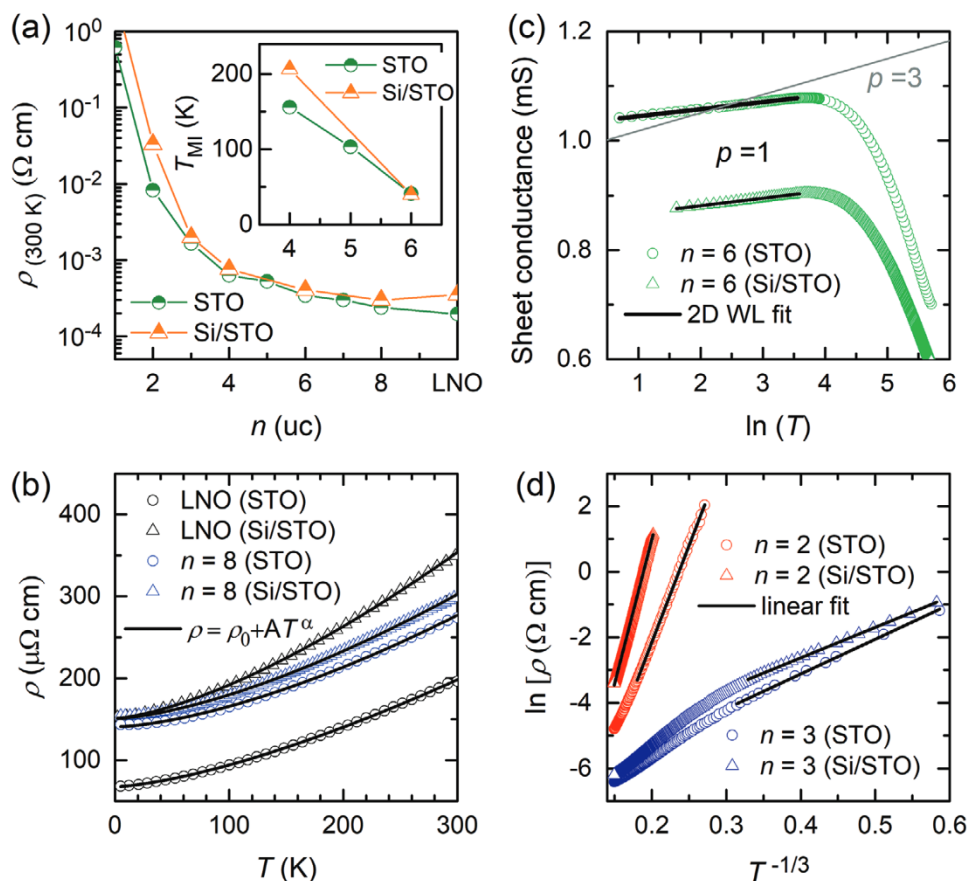 (a)
10⁰
10⁻¹
10⁻²
10⁻³
10⁻⁴
ρ(300 K) (Ω cm)
STO
Si/STO
2
4
6
8
LNO
n (uc)
200
100
0
T_MI (K)
STO
Si/STO
4
5
6
(c)
1.2
1.0
0.8
0.6
Sheet conductance (mS)
p =3
p =1
n = 6 (STO)
n = 6 (Si/STO)
2D WL fit
1
2
3
4
5
6
ln (T)
(b)
400
300
200
100
ρ (μΩ cm)
LNO (STO)
LNO (Si/STO)
n = 8 (STO)
n = 8 (Si/STO)
ρ = ρ₀+AT^α
0
100
200
300
T (K)
(d)
2
0
-2
-4
-6
ln [ρ (Ω cm)]
n = 2 (STO)
n = 2 (Si/STO)
linear fit
n = 3 (STO)
n = 3 (Si/STO)
0.2
0.3
0.4
0.5
0.6
T⁻¹/³